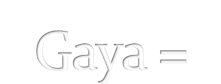 Gaya =